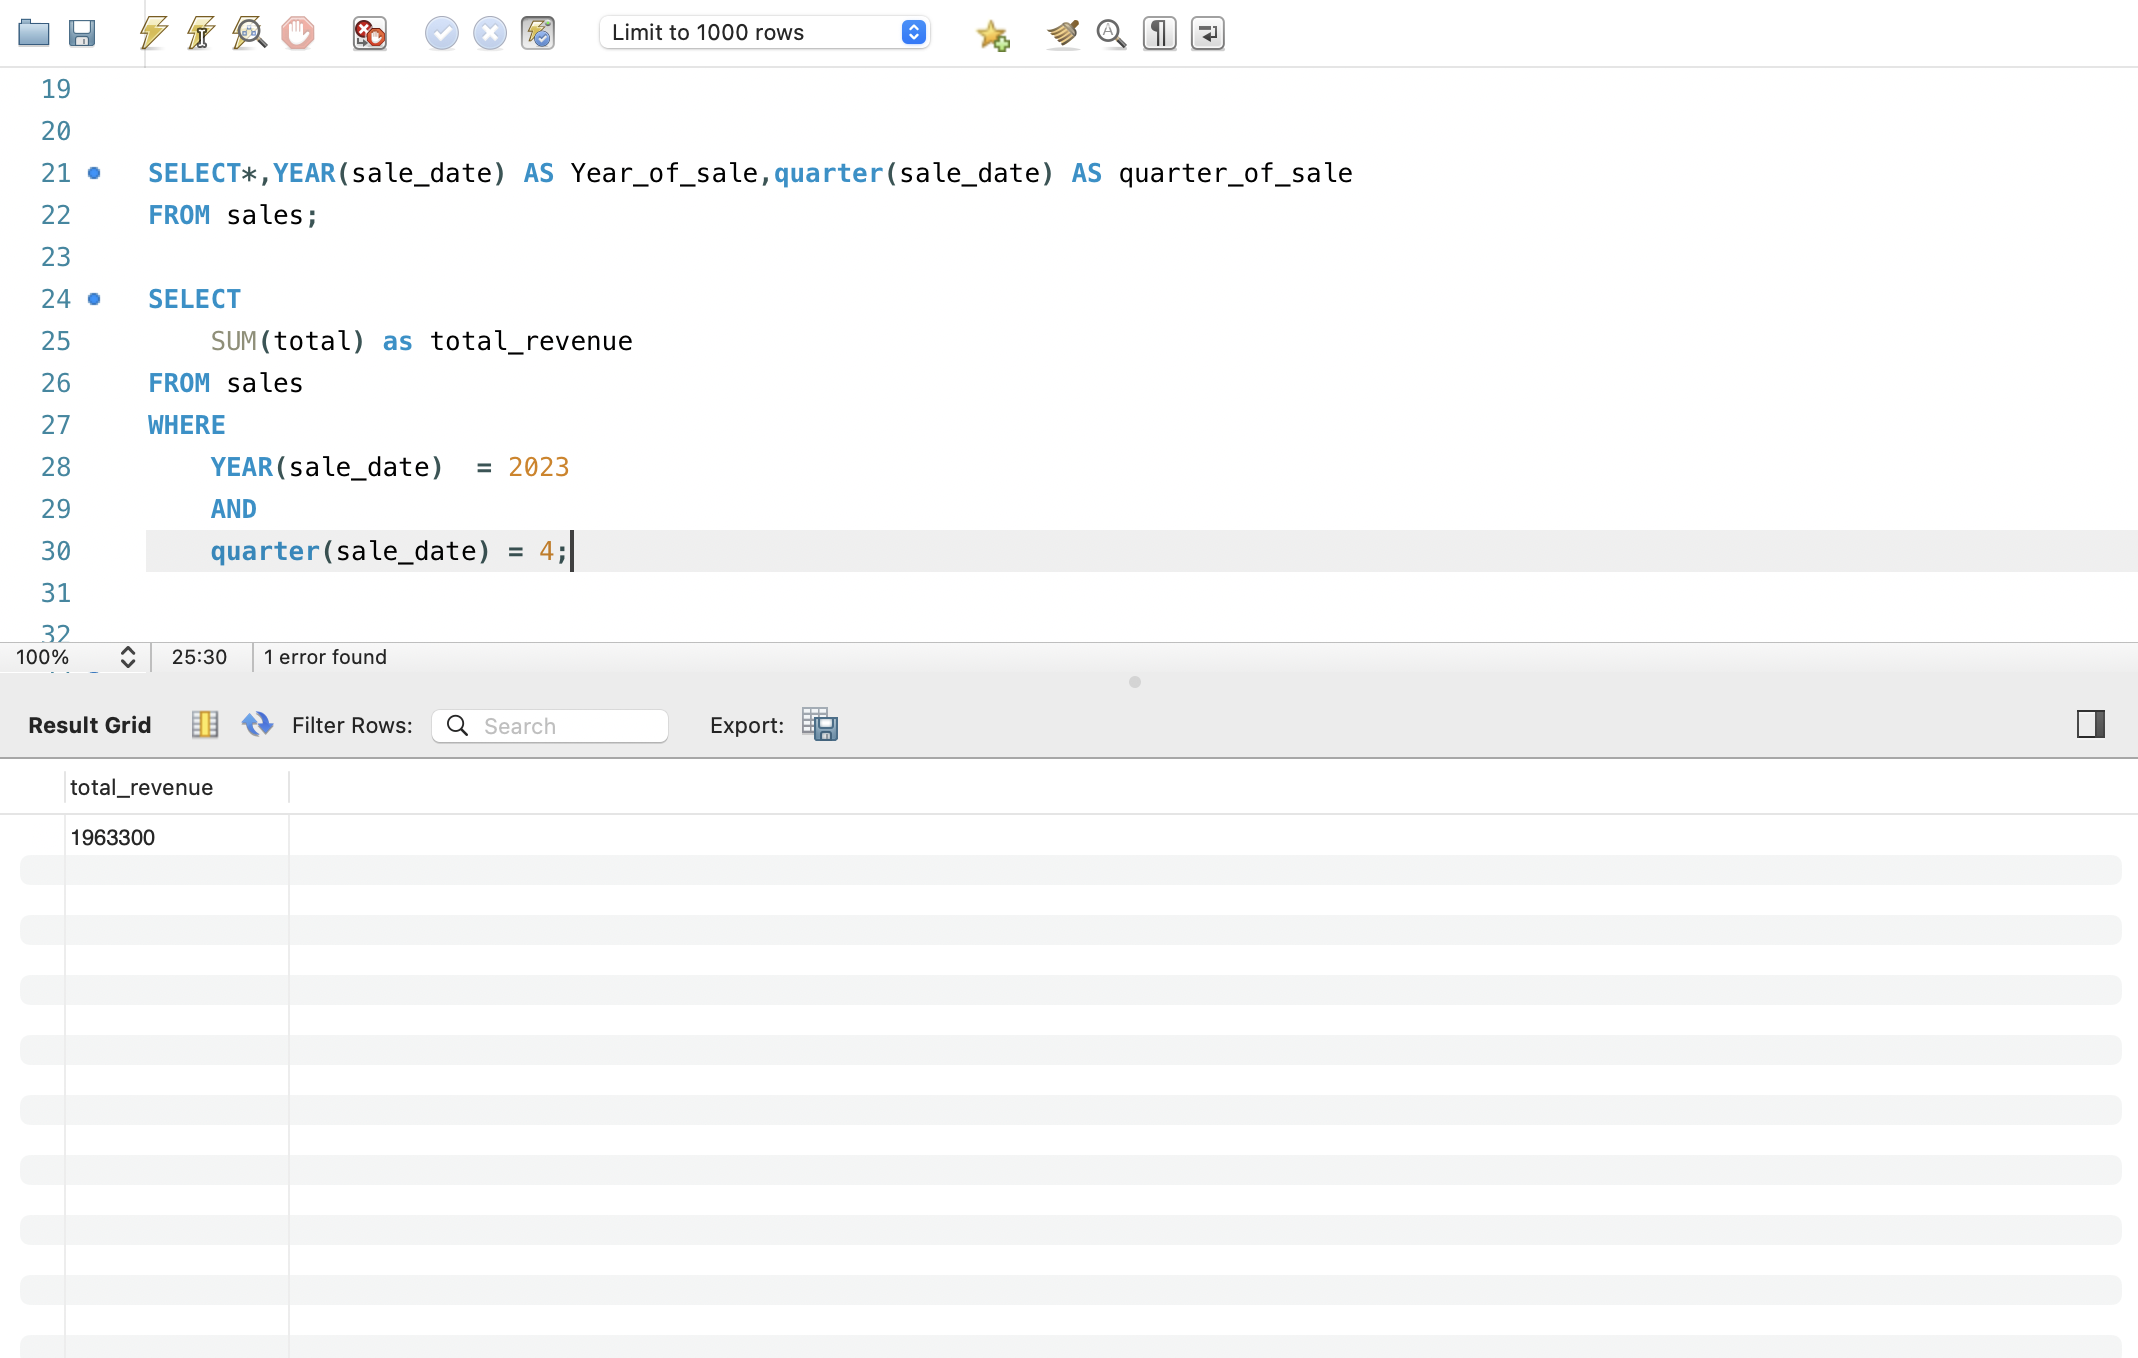 Limit to 1000 rows
19
20
21 SELECT*,YEAR(sale_date) AS Year_of_sale,quarter(sale_date) AS quarter_of_sale
22 FROM sales;
23
24 SELECT
25 SUM(total) as total_revenue
26 FROM sales
27 WHERE
28 YEAR(sale_date)  = 2023
29 AND
30 quarter(sale_date) = 4;
31
32
100% 25:30 1 error found
Result Grid Filter Rows: Search Export:
total_revenue
1963300